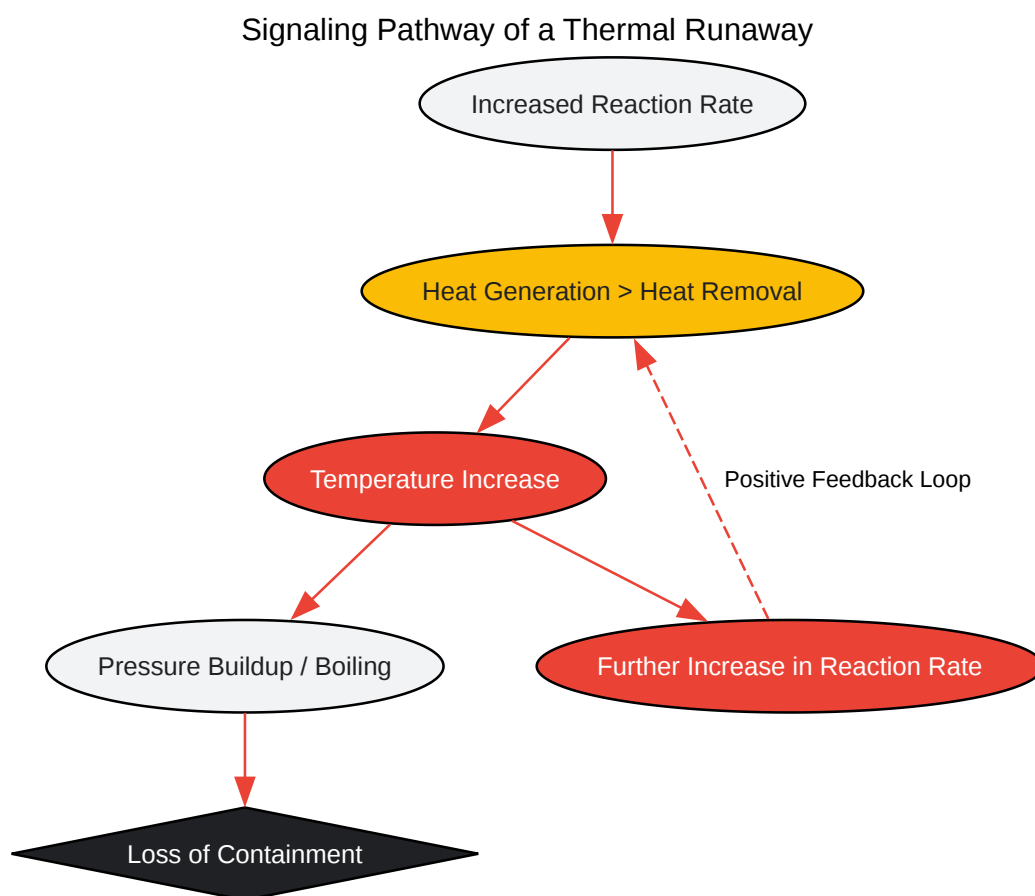 Signaling Pathway of a Thermal Runaway
Increased Reaction Rate
Heat Generation > Heat Removal
Temperature Increase
Positive Feedback Loop
Pressure Buildup / Boiling
Further Increase in Reaction Rate
Loss of Containment